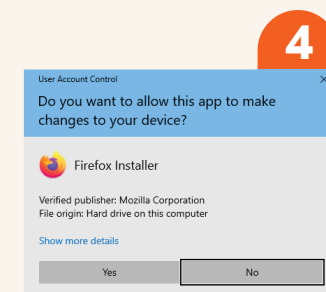 4
User Account Control
Do you want to allow this app to make
changes to your device?
Firefox Installer
Verified publisher: Mozilla Corporation
File origin: Hard drive on this computer
Show more details
Yes
No